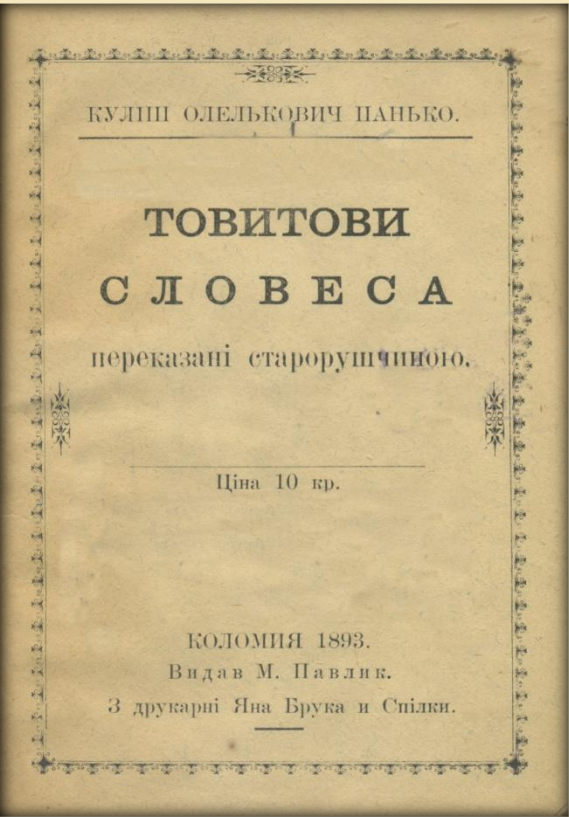 КУЛІШ ОЛЕЛЬКОВИЧ ПАНЬКО.
ТОВИТОВИ
СЛОВЕСА
переказані старорущиною.
Ціна 10 кр.
КОЛОМИЯ 1893.
Видав М. Павлик.
З друкарні Яна Брука и Спілки.